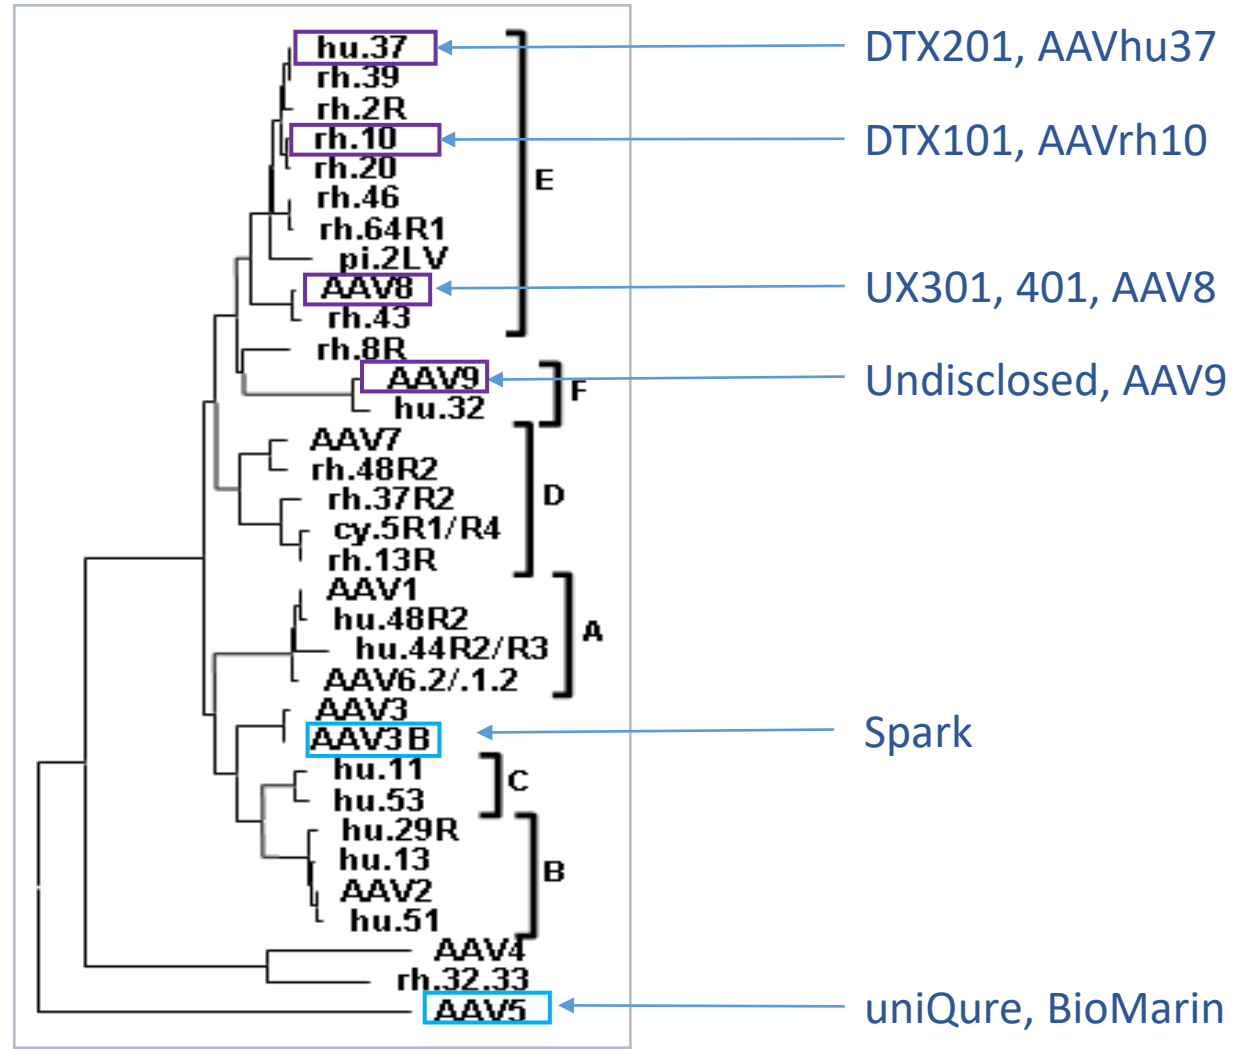 hu.37
DTX201, AAVhu37
rh.39
rh.2R
rh.10
DTX101, AAVrh10
rh.20
E
rh.46
rh.64R1
pi.2LV
AAV8
UX301, 401, AAV8
rh.43
rh.8R
AAV9
F
Undisclosed, AAV9
hu.32
AAV7
rh.48R2
rh.37R2
D
cy.5R1/R4
rh.13R
AAV1
hu.48R2
A
hu.44R2/R3
AAV6.2/.1.2
AAV3
AAV3B
Spark
hu.11
C
hu.53
hu.29R
hu.13
B
AAV2
hu.51
AAV4
rh.32.33
AAV5
uniQure, BioMarin